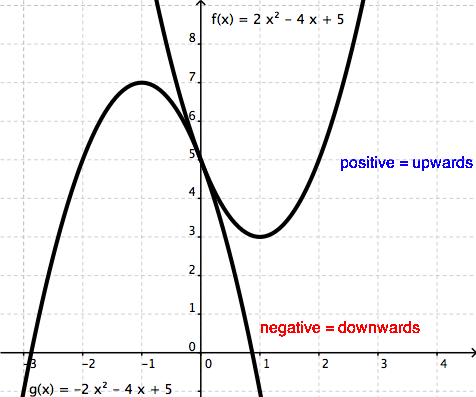 f(x) = 2 x² – 4 x + 5
8
7
6
5
positive = upwards
4
3
2
1
negative = downwards
0
-3 -2 -1 0 1 2 3 4
g(x) = –2 x² – 4 x + 5